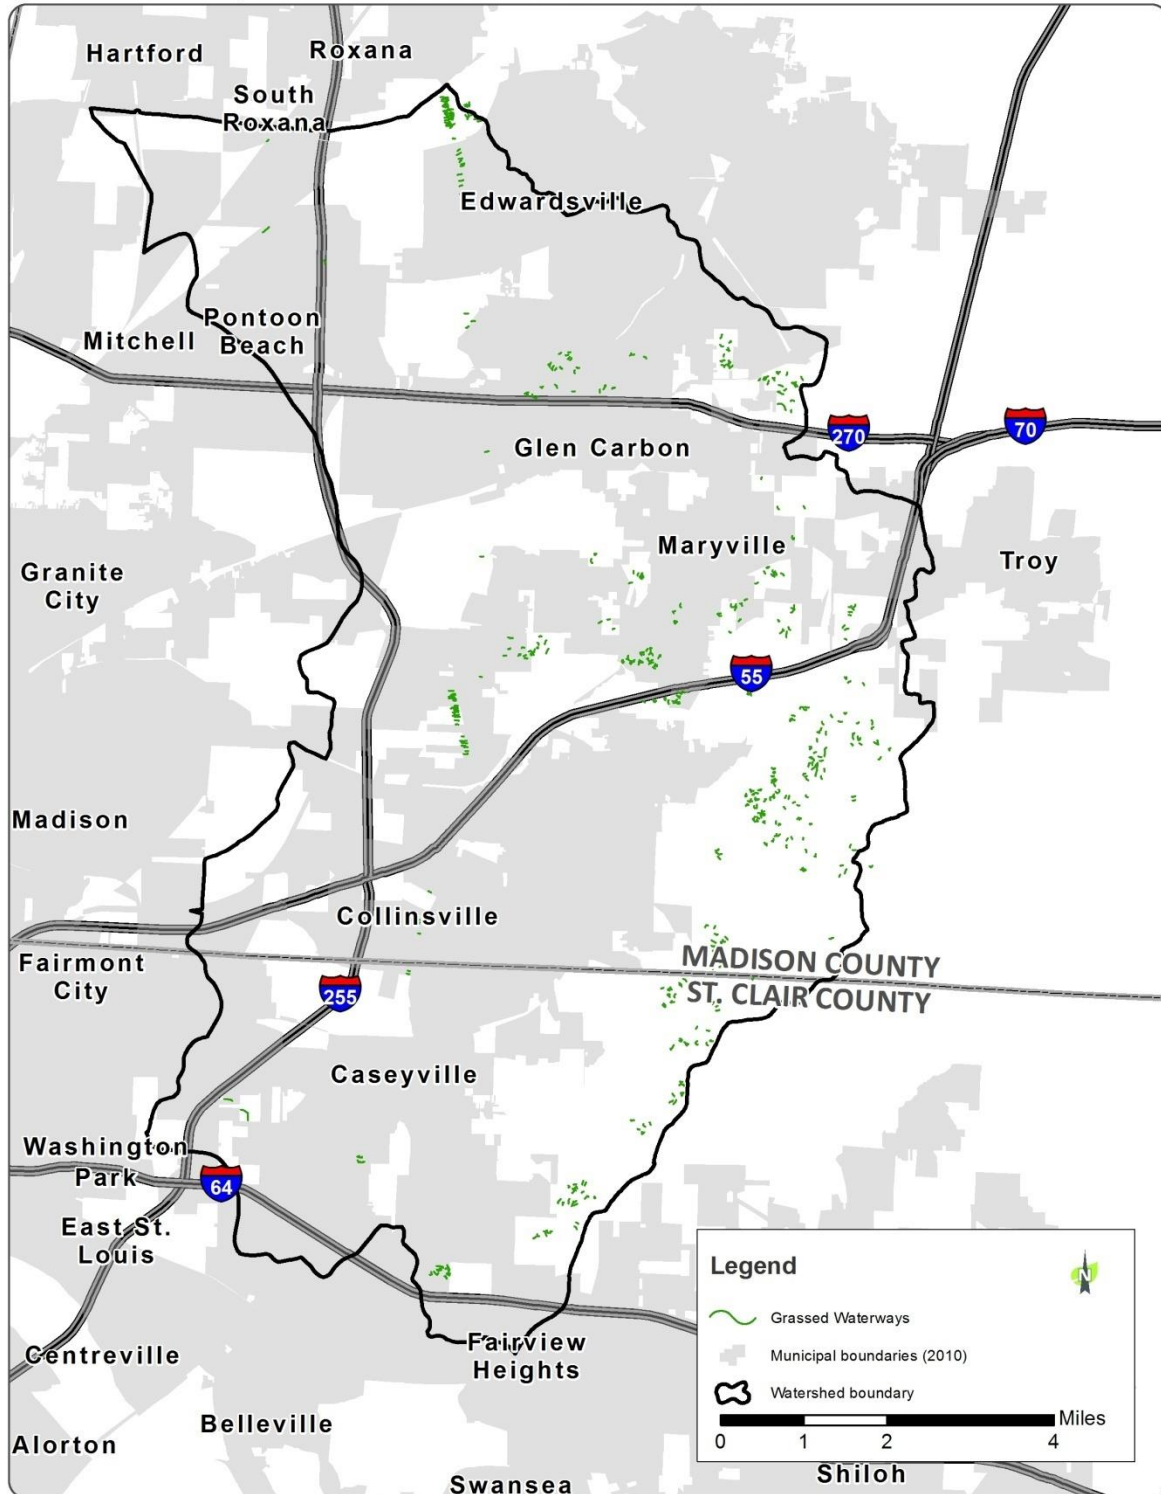 Hartford
Roxana
South
Roxana
Edwardsville
Pontoon
Beach
Mitchell
Glen Carbon
270
70
Maryville
Troy
Granite
City
55
Madison
Collinsville
Fairmont
City
MADISON COUNTY
ST. CLAIR COUNTY
255
Caseyville
Washington
Park
64
East St.
Louis
Fairview
Heights
Centreville
Belleville
Alorton
Swansea
Shiloh
Legend
N
Grassed Waterways
Municipal boundaries (2010)
Watershed boundary
Miles
0 1 2 4